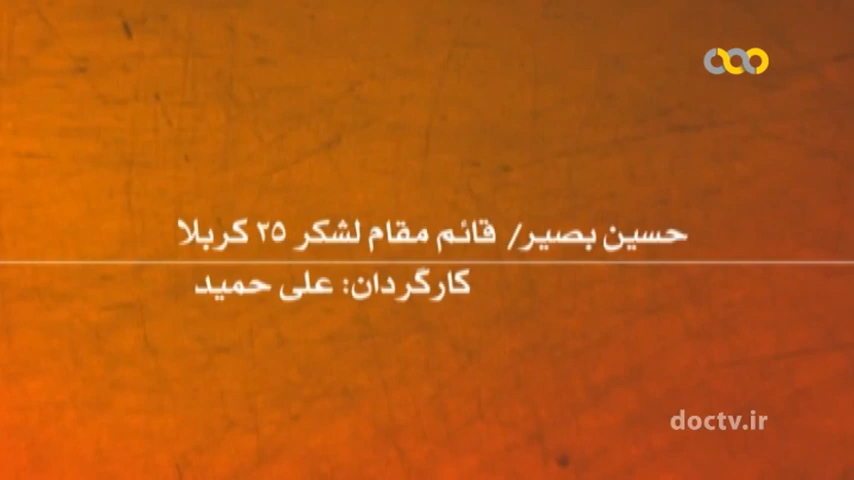 حسین بصیر/ قائم مقام لشکر ۲۵ کربلا
کارگردان: علی حمید
doctv.ir